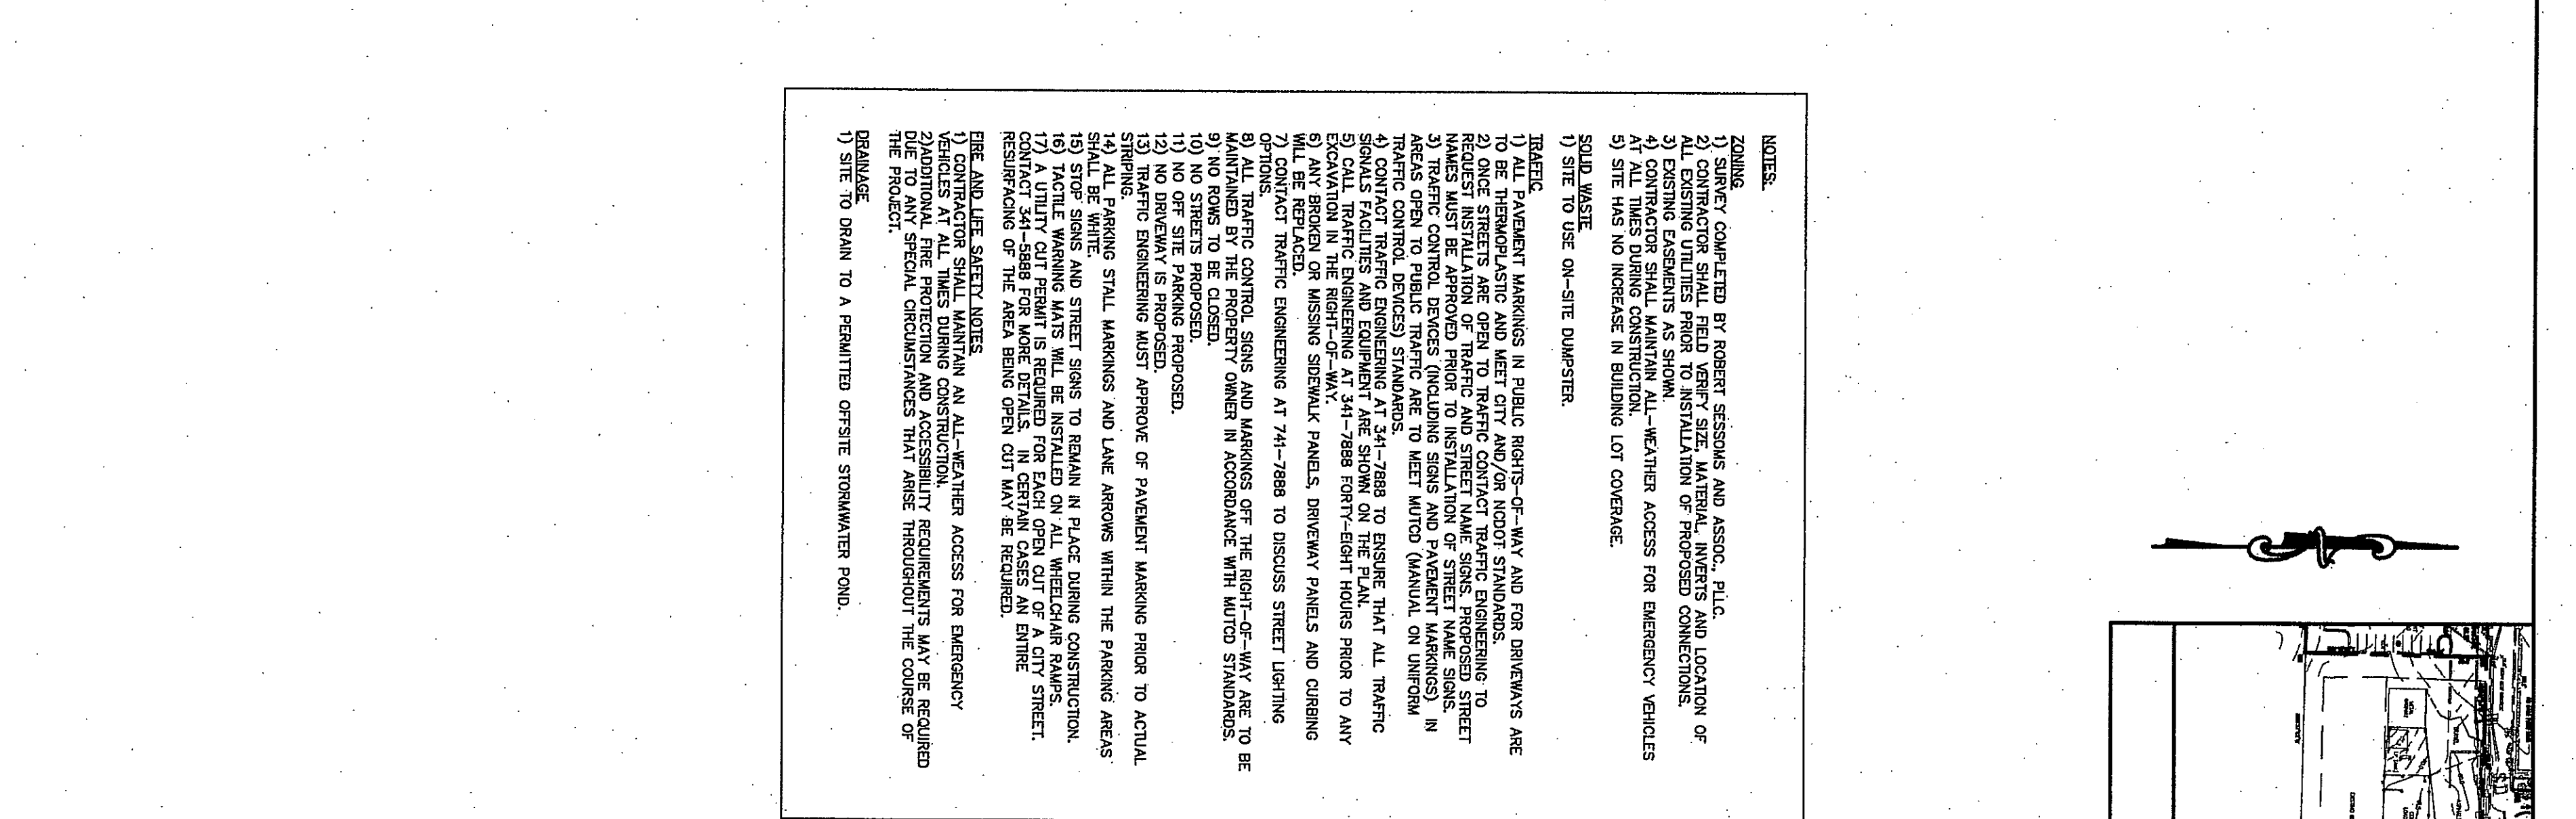 NOTES:
ZONING
1) SURVEY COMPLETED BY ROBERT SESSOMS AND ASSOC., PLLC.
2) CONTRACTOR SHALL FIELD VERIFY SIZE, MATERIAL, INVERTS AND LOCATION OF
ALL EXISTING UTILITIES PRIOR TO INSTALLATION OF PROPOSED CONNECTIONS.
3) EXISTING EASEMENTS AS SHOWN.
4) CONTRACTOR SHALL MAINTAIN ALL-WEATHER ACCESS FOR EMERGENCY VEHICLES
AT ALL TIMES DURING CONSTRUCTION.
5) SITE HAS NO INCREASE IN BUILDING LOT COVERAGE.
SOLID WASTE
1) SITE TO USE ON-SITE DUMPSTER.
TRAFFIC
1) ALL PAVEMENT MARKINGS IN PUBLIC RIGHTS-OF-WAY AND FOR DRIVEWAYS ARE
TO BE THERMOPLASTIC AND MEET CITY AND/OR NCDOT STANDARDS.
2) ONCE STREETS ARE OPEN TO TRAFFIC CONTACT TRAFFIC ENGINEERING TO
REQUEST INSTALLATION OF TRAFFIC AND STREET NAME SIGNS. PROPOSED STREET
NAMES MUST BE APPROVED PRIOR TO INSTALLATION OF STREET NAME SIGNS.
3) TRAFFIC CONTROL DEVICES (INCLUDING SIGNS AND PAVEMENT MARKINGS) IN
AREAS OPEN TO PUBLIC TRAFFIC ARE TO MEET MUTCD (MANUAL ON UNIFORM
TRAFFIC CONTROL DEVICES) STANDARDS.
4) CONTACT TRAFFIC ENGINEERING AT 341-7888 TO ENSURE THAT ALL TRAFFIC
SIGNALS FACILITIES AND EQUIPMENT ARE SHOWN ON THE PLAN.
5) CALL TRAFFIC ENGINEERING AT 341-7888 FORTY-EIGHT HOURS PRIOR TO ANY
EXCAVATION IN THE RIGHT-OF-WAY.
6) ANY BROKEN OR MISSING SIDEWALK PANELS, DRIVEWAY PANELS AND CURBING
WILL BE REPLACED.
7) CONTACT TRAFFIC ENGINEERING AT 741-7888 TO DISCUSS STREET LIGHTING
OPTIONS.
8) ALL TRAFFIC CONTROL SIGNS AND MARKINGS OFF THE RIGHT-OF-WAY ARE TO BE
MAINTAINED BY THE PROPERTY OWNER IN ACCORDANCE WITH MUTCD STANDARDS.
9) NO ROWS TO BE CLOSED.
10) NO STREETS PROPOSED.
11) NO OFF SITE PARKING PROPOSED.
12) NO DRIVEWAY IS PROPOSED.
13) TRAFFIC ENGINEERING MUST APPROVE OF PAVEMENT MARKING PRIOR TO ACTUAL
STRIPING.
14) ALL PARKING STALL MARKINGS AND LANE ARROWS WITHIN THE PARKING AREAS
SHALL BE WHITE.
15) STOP SIGNS AND STREET SIGNS TO REMAIN IN PLACE DURING CONSTRUCTION.
16) TACTILE WARNING MATS WILL BE INSTALLED ON ALL WHEELCHAIR RAMPS.
17) A UTILITY CUT PERMIT IS REQUIRED FOR EACH OPEN CUT OF A CITY STREET.
CONTACT 341-5888 FOR MORE DETAILS. IN CERTAIN CASES AN ENTIRE
RESURFACING OF THE AREA BEING OPEN CUT MAY BE REQUIRED.
FIRE AND LIFE SAFETY NOTES
1) CONTRACTOR SHALL MAINTAIN AN ALL-WEATHER ACCESS FOR EMERGENCY
VEHICLES AT ALL TIMES DURING CONSTRUCTION.
2)ADDITIONAL FIRE PROTECTION AND ACCESSIBILITY REQUIREMENTS MAY BE REQUIRED
DUE TO ANY SPECIAL CIRCUMSTANCES THAT ARISE THROUGHOUT THE COURSE OF
THE PROJECT.
DRAINAGE
1) SITE TO DRAIN TO A PERMITTED OFFSITE STORMWATER POND.